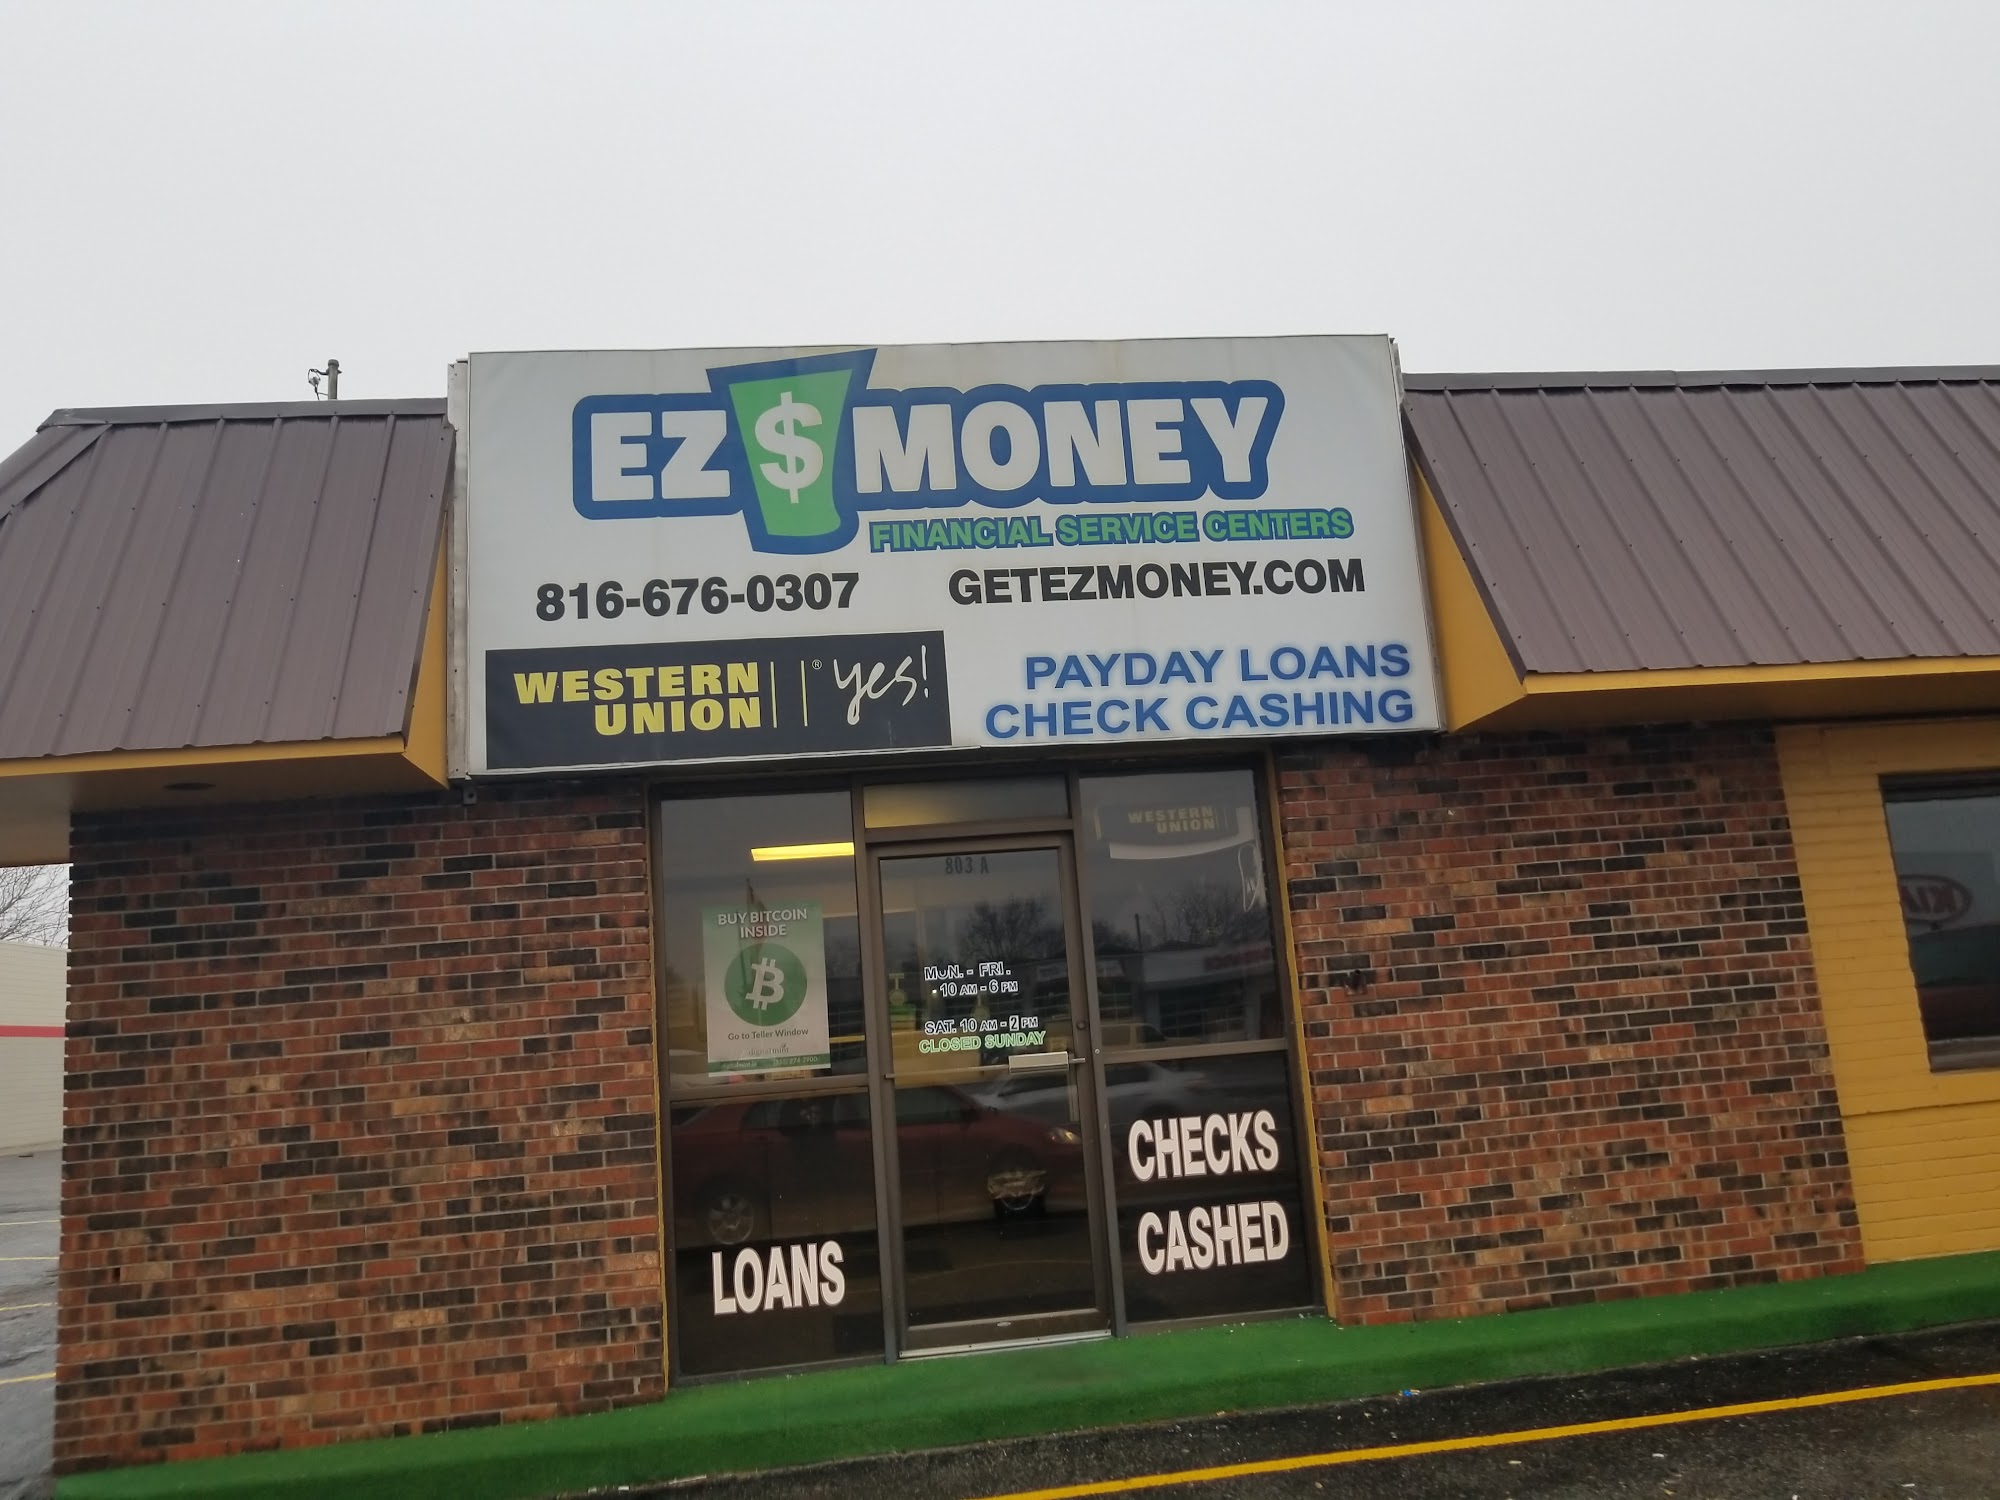 EZ $ MONEY
FINANCIAL SERVICE CENTERS
816-676-0307 GETEZMONEY.COM
WESTERN
UNION ® yes!
PAYDAY LOANS
CHECK CASHING
WESTERN
UNION
803 A
BUY BITCOIN
INSIDE
₿
Go to Teller Window
MON. - FRI.
10 AM - 6 PM
SAT. 10 AM - 2 PM
CLOSED SUNDAY
LOANS
CHECKS
CASHED
KIA